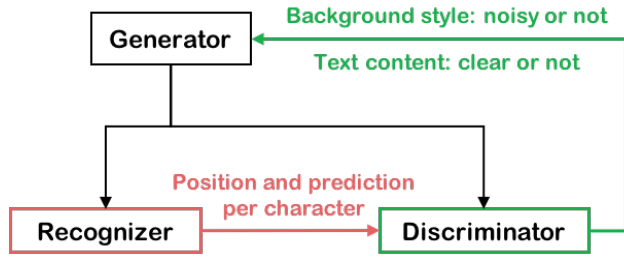 Background style: noisy or not
Generator
Text content: clear or not
Position and prediction
per character
Recognizer
Discriminator